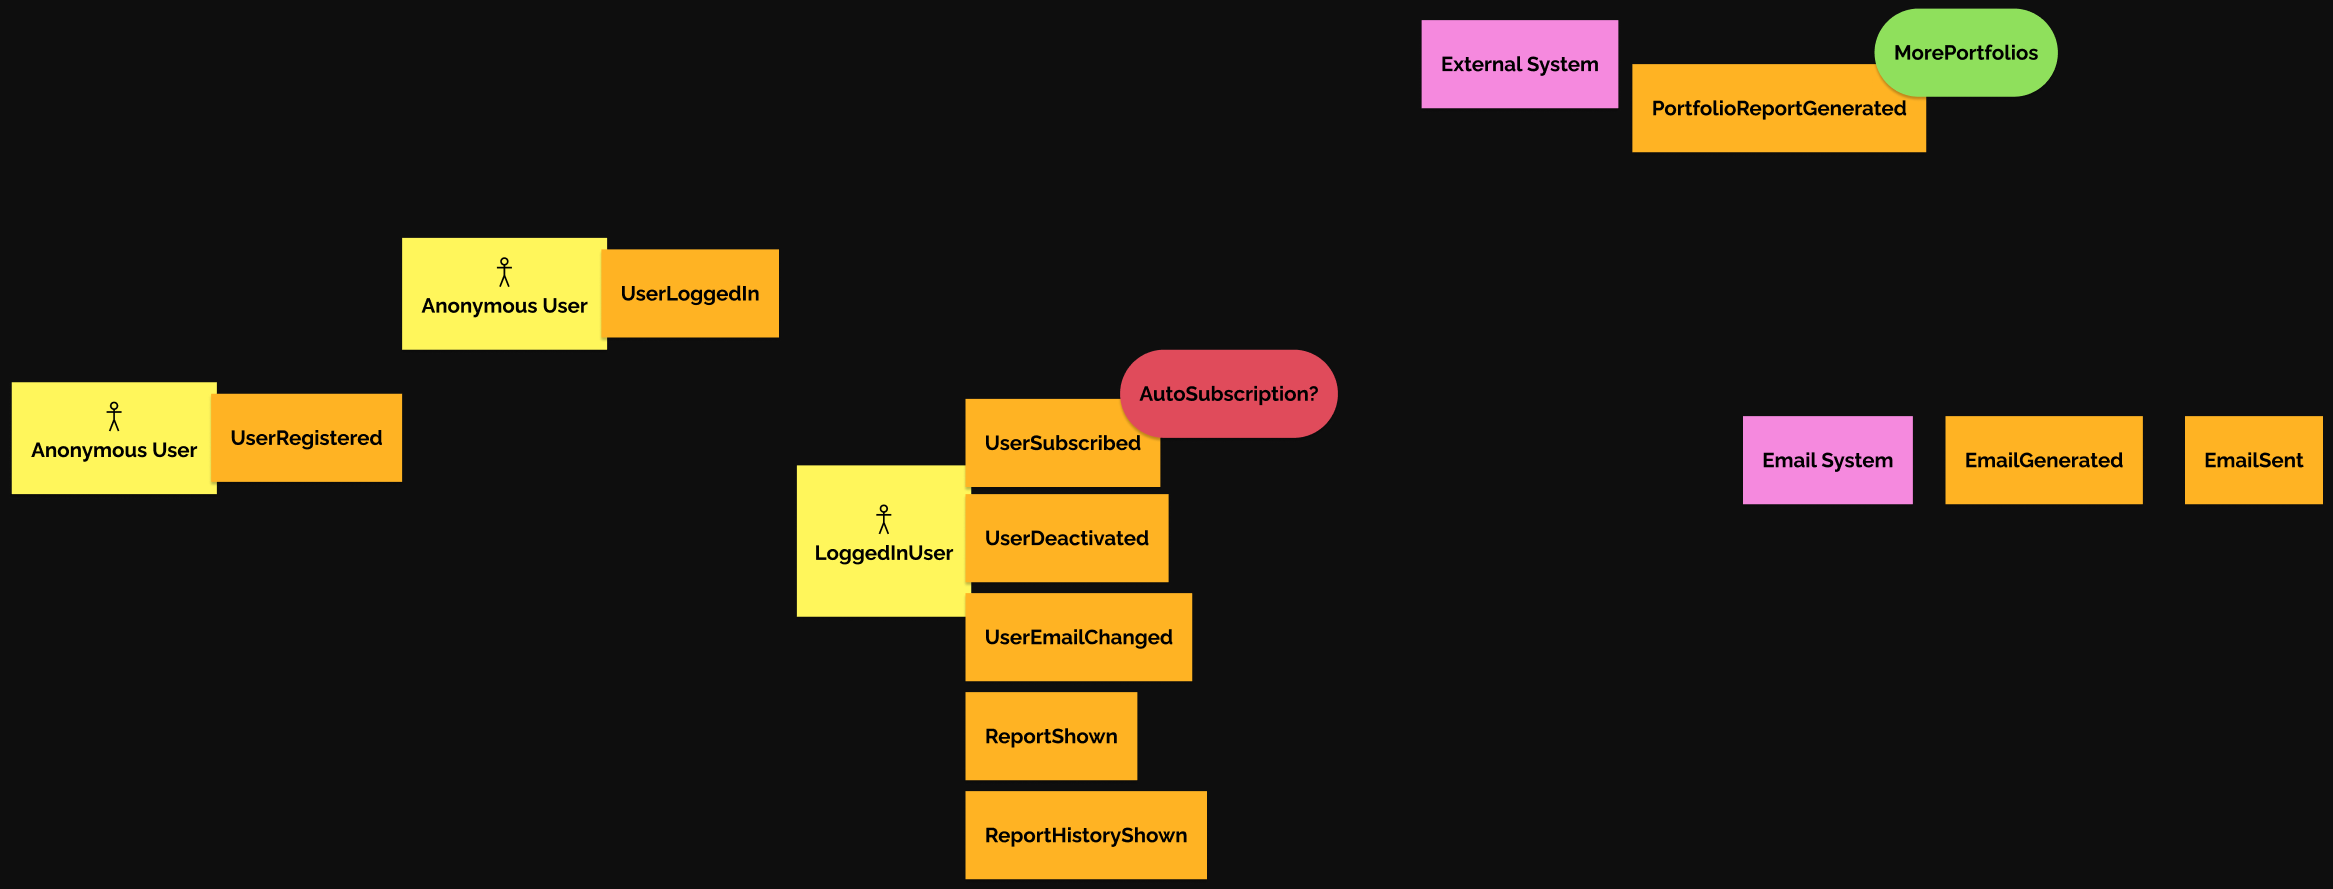 External System
MorePortfolios
PortfolioReportGenerated
Anonymous User
UserLoggedIn
Anonymous User
UserRegistered
AutoSubscription?
UserSubscribed
LoggedInUser
UserDeactivated
UserEmailChanged
ReportShown
ReportHistoryShown
Email System
EmailGenerated
EmailSent